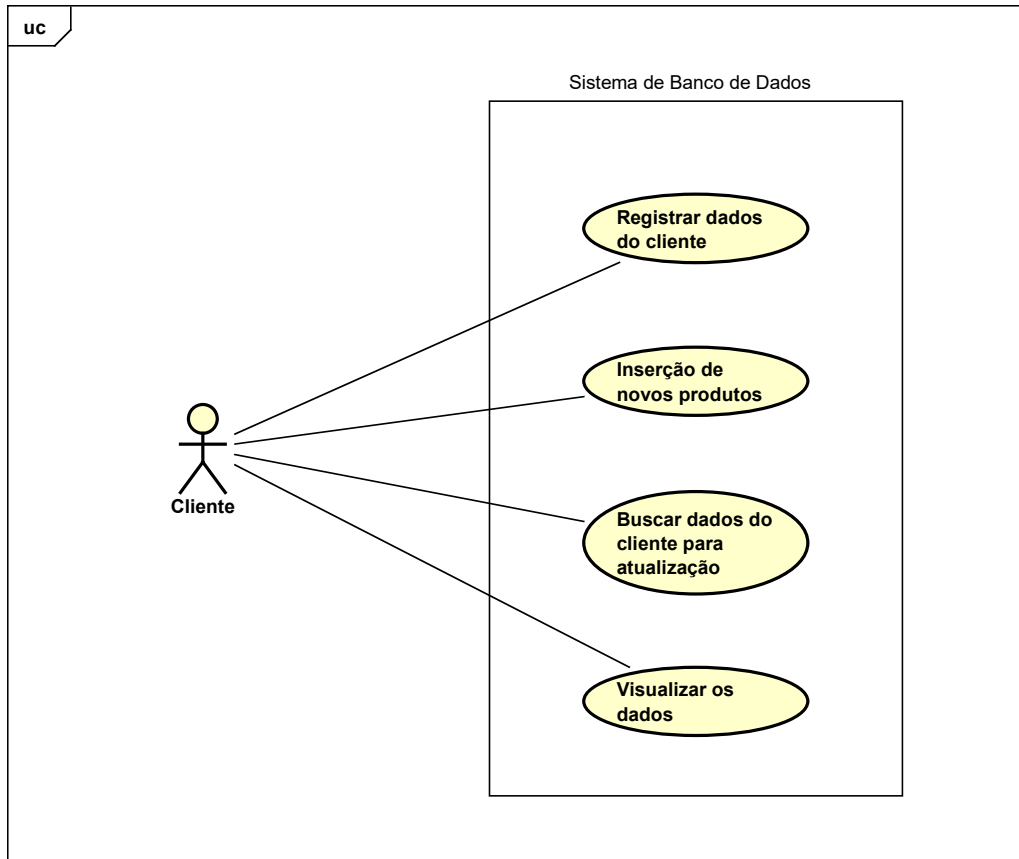 uc
Sistema de Banco de Dados
Registrar dados
do cliente
Inserção de
novos produtos
Cliente
Buscar dados do
cliente para
atualização
Visualizar os
dados